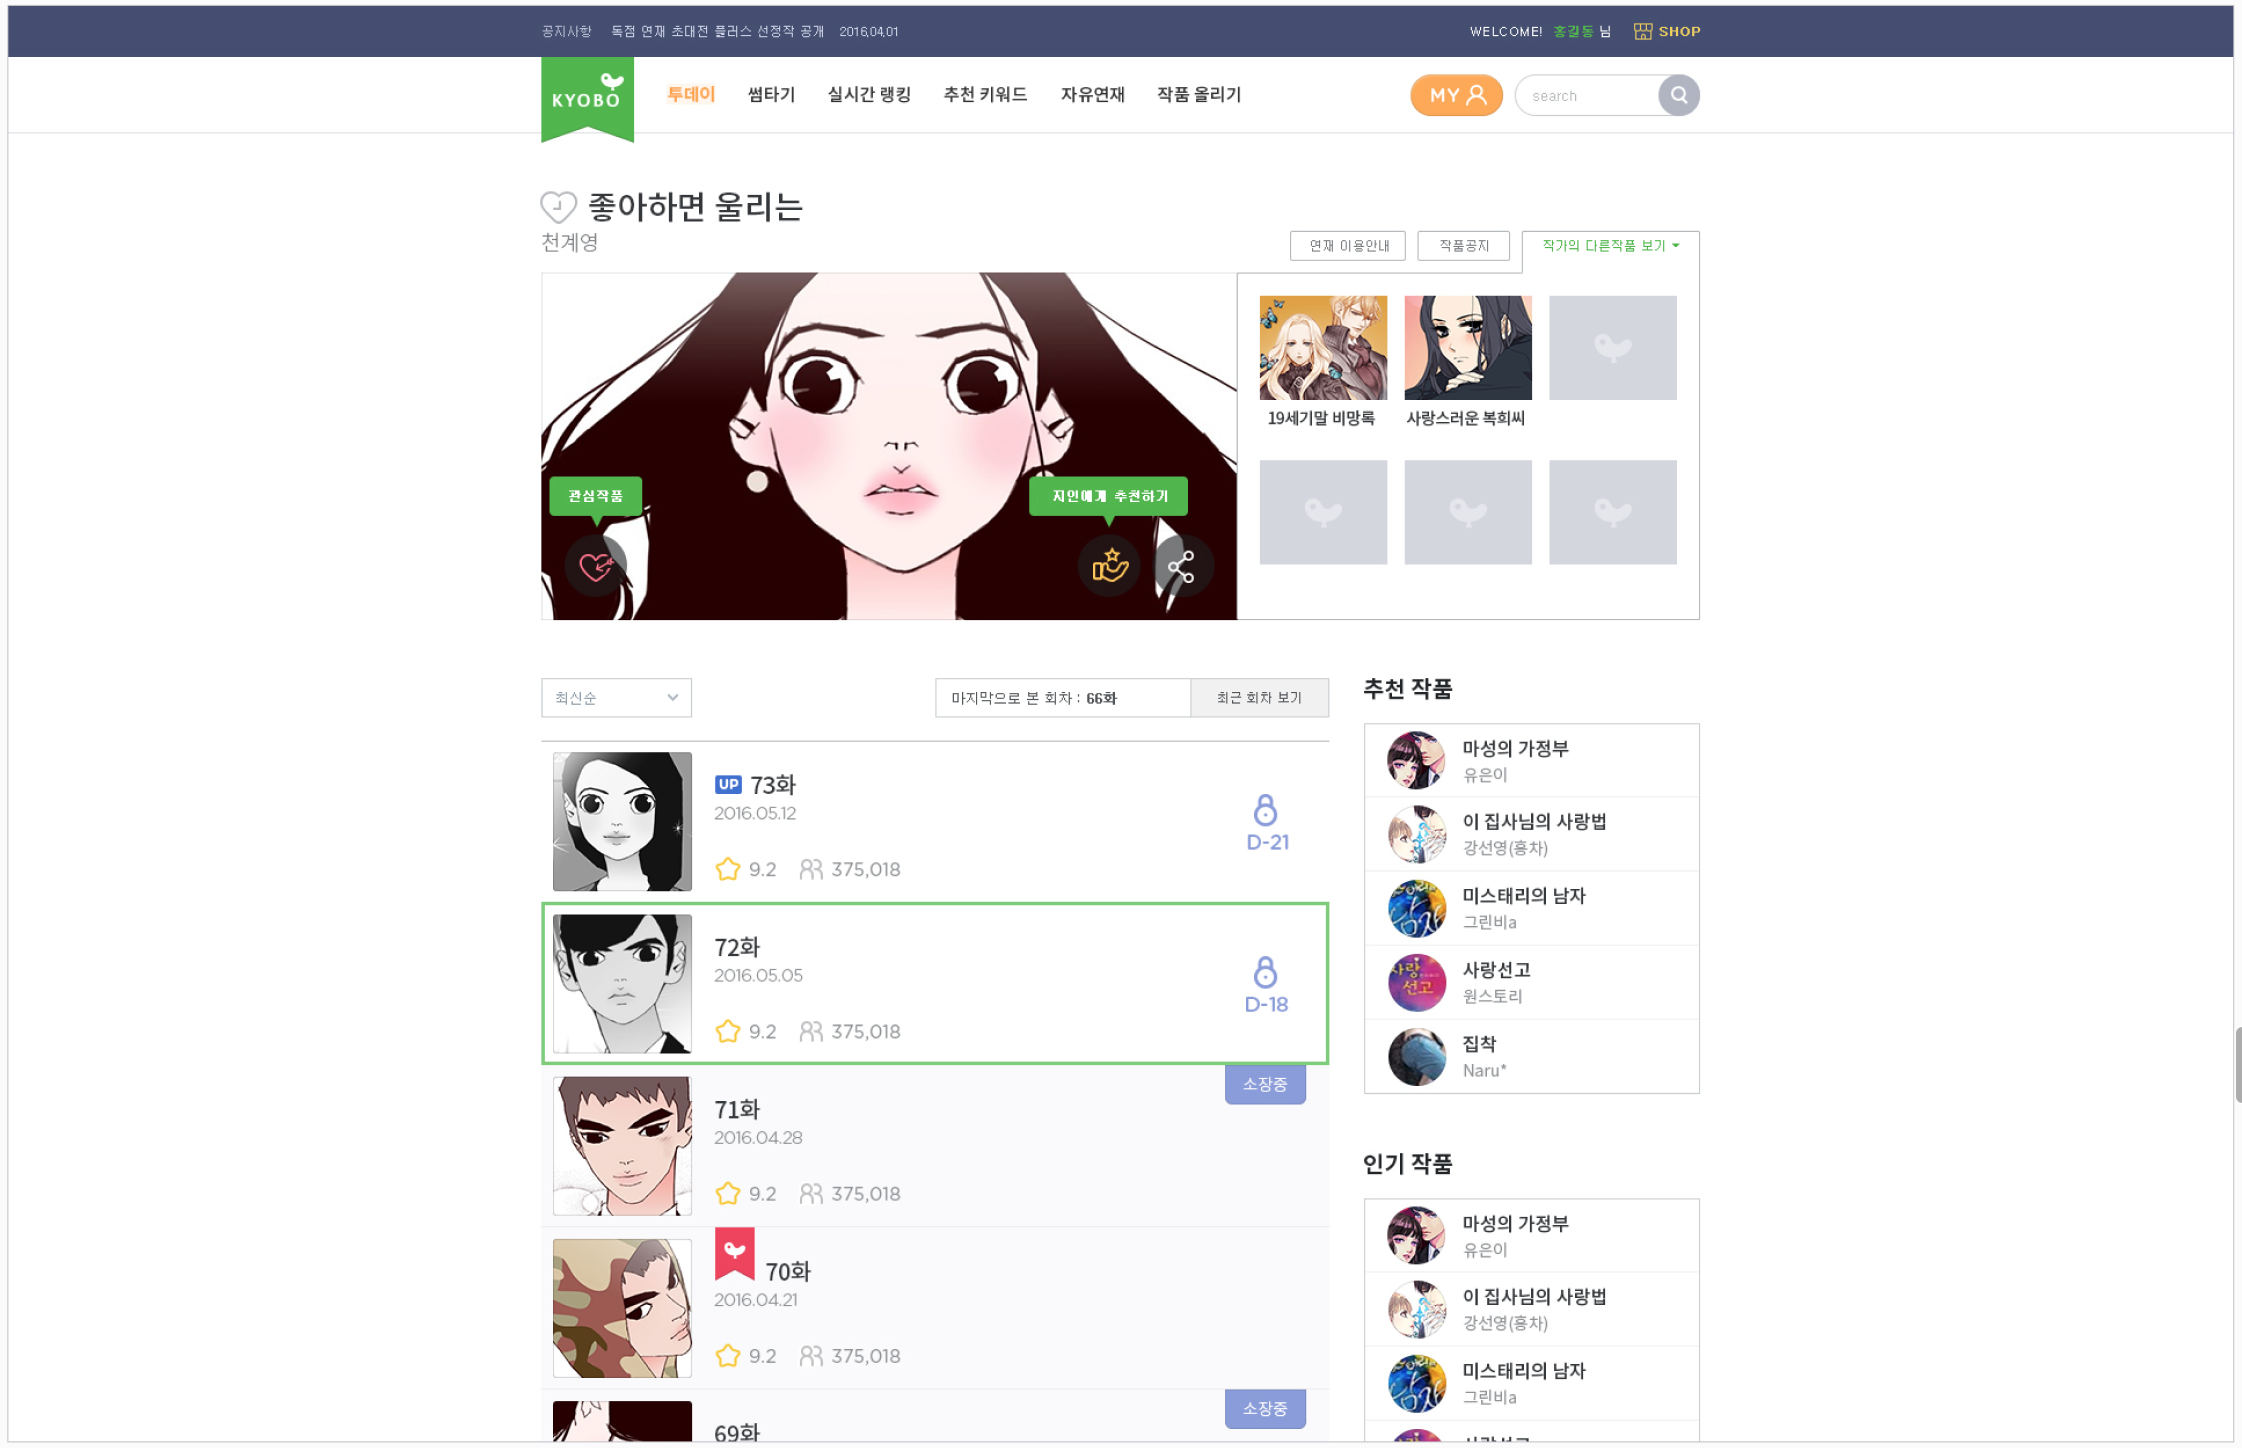 공지사항 독점 연재 초대전 플러스 선정작 공개 2016.04.01
WELCOME! 홍길동 님 SHOP
KYOBO
투데이 썸타기 실시간 랭킹 추천 키워드 자유연재 작품 올리기
MY search
좋아하면 울리는
천계영
연재 이용안내 작품공지 작가의 다른작품 보기
19세기말 비망록 사랑스러운 복희씨
관심작품 지인에게 추천하기
최신순 마지막으로 본 회차 : 66화 최근 회차 보기
UP 73화
2016.05.12
9.2 375,018
D-21
72화
2016.05.05
9.2 375,018
D-18
소장중
71화
2016.04.28
9.2 375,018
70화
2016.04.21
9.2 375,018
소장중
69화
추천 작품
마성의 가정부
유은이
이 집사님의 사랑법
강선영(홍차)
미스태리의 남자
그린비a
사랑선고
원스토리
집착
Naru*
인기 작품
마성의 가정부
유은이
이 집사님의 사랑법
강선영(홍차)
미스태리의 남자
그린비a